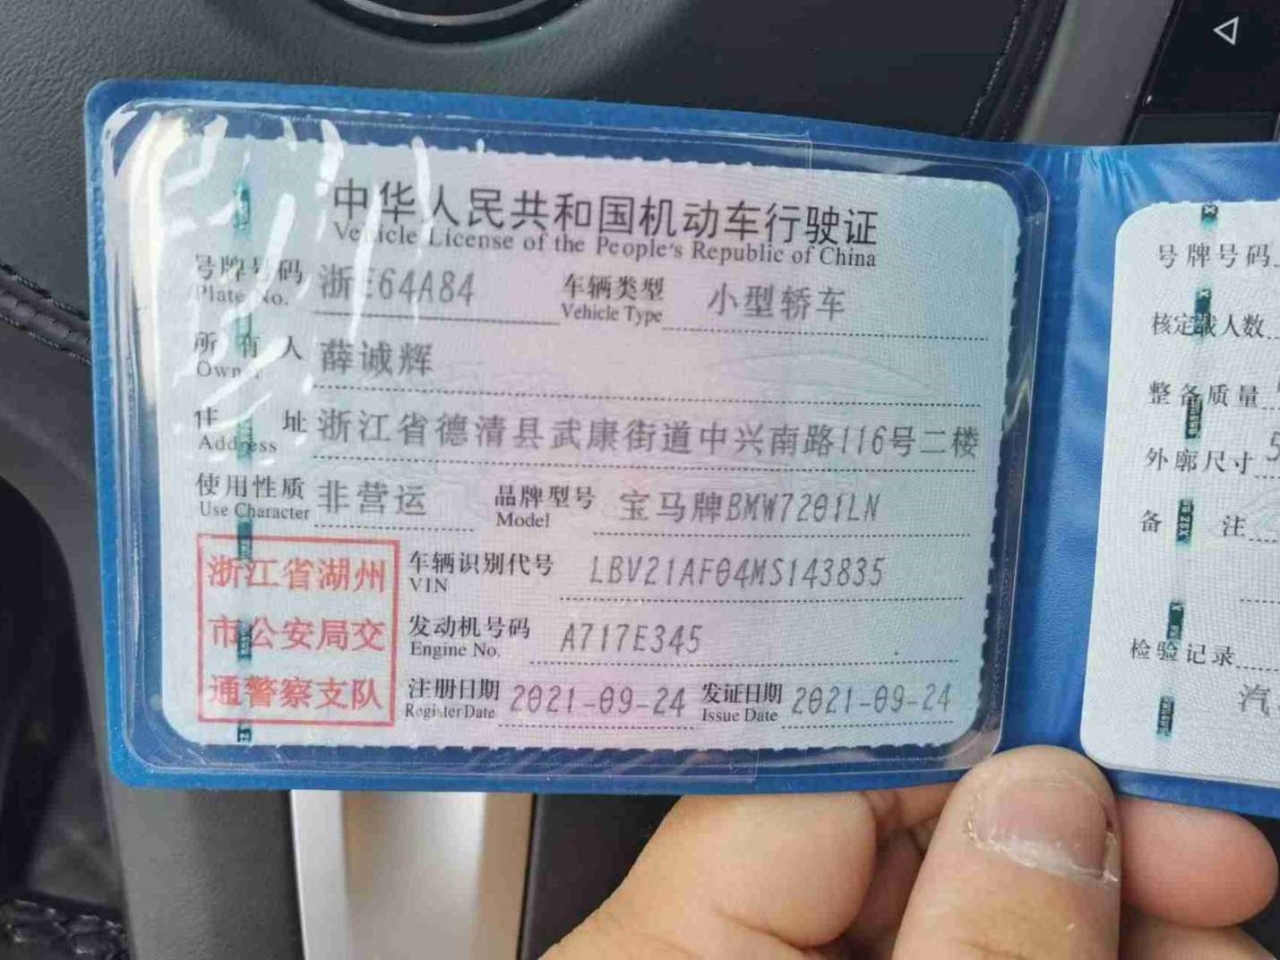 中华人民共和国机动车行驶证
Vehicle License of the People's Republic of China
号牌号码 浙E64A84 车辆类型 小型轿车
Plate No. Vehicle Type
所有人 薛诚辉
Owner
住址 浙江省德清县武康街道中兴南路116号二楼
Address
使用性质 非营运 品牌型号 宝马牌BMW7201LN
Use Character Model
浙江省湖州
市公安局交
通警察支队
车辆识别代号 LBV21AF04MS143835
VIN
发动机号码 A717E345
Engine No.
注册日期 2021-09-24 发证日期 2021-09-24
Register Date Issue Date
号牌号码
核定载人数
整备质量
外廓尺寸 5
备注
检验记录
汽